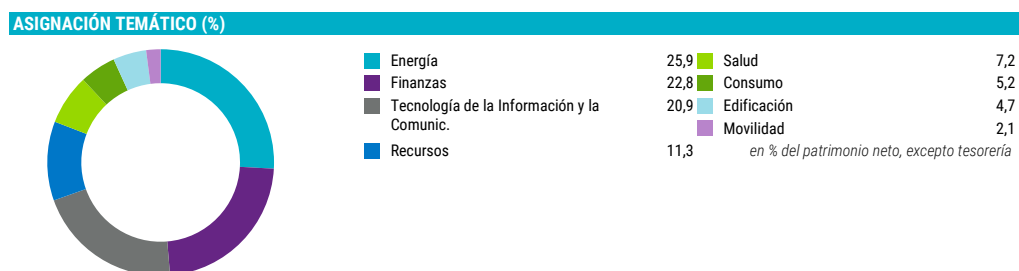 ASIGNACIÓN TEMÁTICO (%)
Energía 25,9
Finanzas 22,8
Tecnología de la Información y la 20,9
Comunic.
Recursos 11,3
Salud 7,2
Consumo 5,2
Edificación 4,7
Movilidad 2,1
en % del patrimonio neto, excepto tesorería